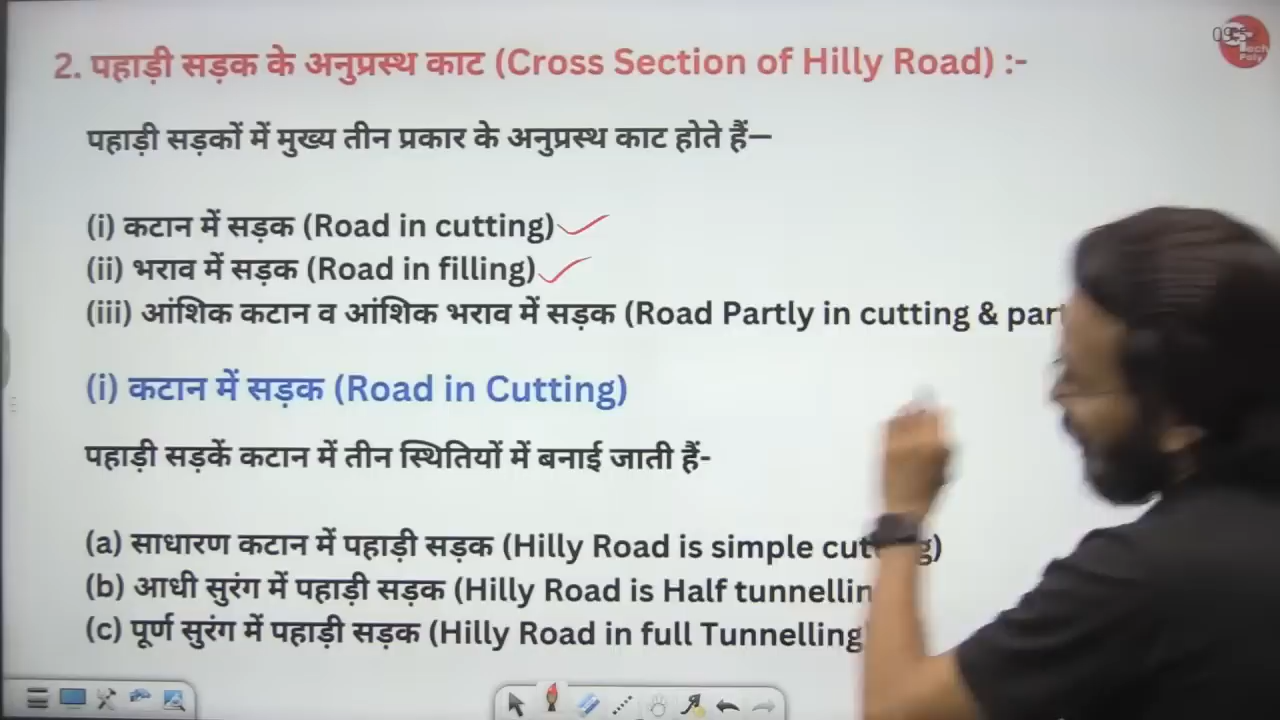 2. पहाड़ी सड़क के अनुप्रस्थ काट (Cross Section of Hilly Road) :-
पहाड़ी सड़कों में मुख्य तीन प्रकार के अनुप्रस्थ काट होते हैं—
(i) कटान में सड़क (Road in cutting)
(ii) भराव में सड़क (Road in filling)
(iii) आंशिक कटान व आंशिक भराव में सड़क (Road Partly in cutting &
(i) कटान में सड़क (Road in Cutting)
पहाड़ी सड़कें कटान में तीन स्थितियों में बनाई जाती हैं-
(a) साधारण कटान में पहाड़ी सड़क (Hilly Road is simple
(b) आधी सुरंग में पहाड़ी सड़क (Hilly Road is Half
(c) पूर्ण सुरंग में पहाड़ी सड़क (Hilly Road in full Tunnelling
Tech
Poly